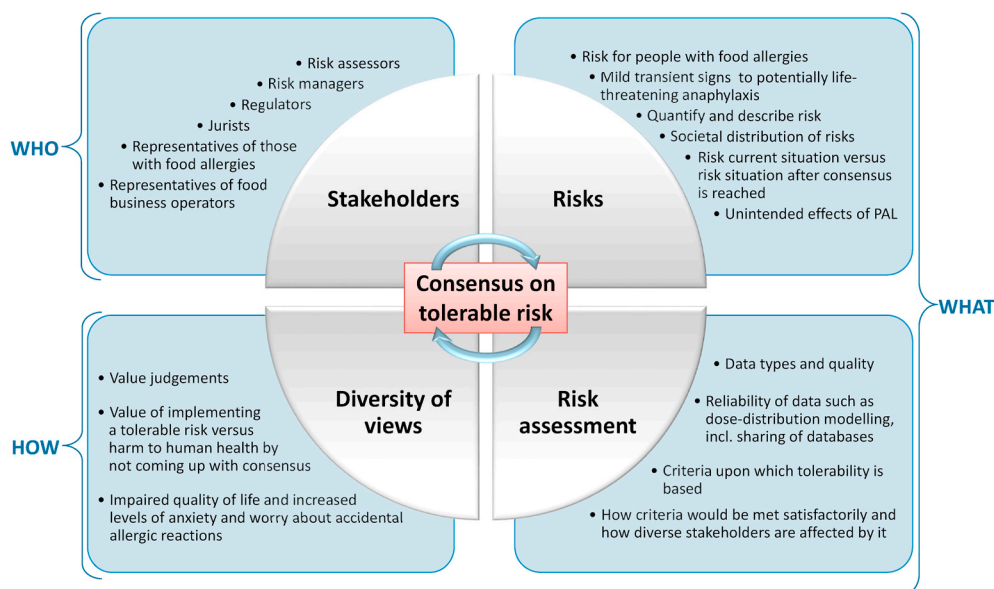 WHO
• Risk assessors
• Risk managers
• Regulators
• Jurists
• Representatives of those
with food allergies
• Representatives of food
business operators
Stakeholders
Risks
• Risk for people with food allergies
• Mild transient signs to potentially life-
threatening anaphylaxis
• Quantify and describe risk
• Societal distribution of risks
• Risk current situation versus
risk situation after consensus
is reached
• Unintended effects of PAL
WHAT
Consensus on
tolerable risk
HOW
• Value judgements
• Value of implementing
a tolerable risk versus
harm to human health by
not coming up with consensus
• Impaired quality of life and increased
levels of anxiety and worry about accidental
allergic reactions
Diversity of
views
Risk
assessment
• Data types and quality
• Reliability of data such as
dose-distribution modelling,
incl. sharing of databases
• Criteria upon which tolerability is
based
• How criteria would be met satisfactorily and
how diverse stakeholders are affected by it